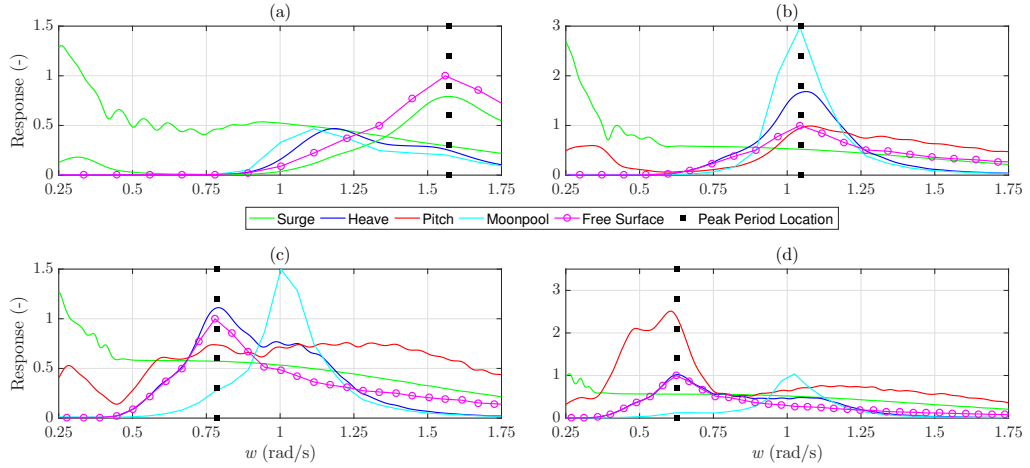 (a)
(b)
1.5
1
0.5
0
Response (-)
0.25 0.5 0.75 1 1.25 1.5 1.75
3
2
1
0
0.25 0.5 0.75 1 1.25 1.5 1.75
Surge Heave Pitch Moonpool Free Surface Peak Period Location
(c)
(d)
1.5
1
0.5
0
Response (-)
0.25 0.5 0.75 1 1.25 1.5 1.75
w (rad/s)
3
2
1
0
0.25 0.5 0.75 1 1.25 1.5 1.75
w (rad/s)